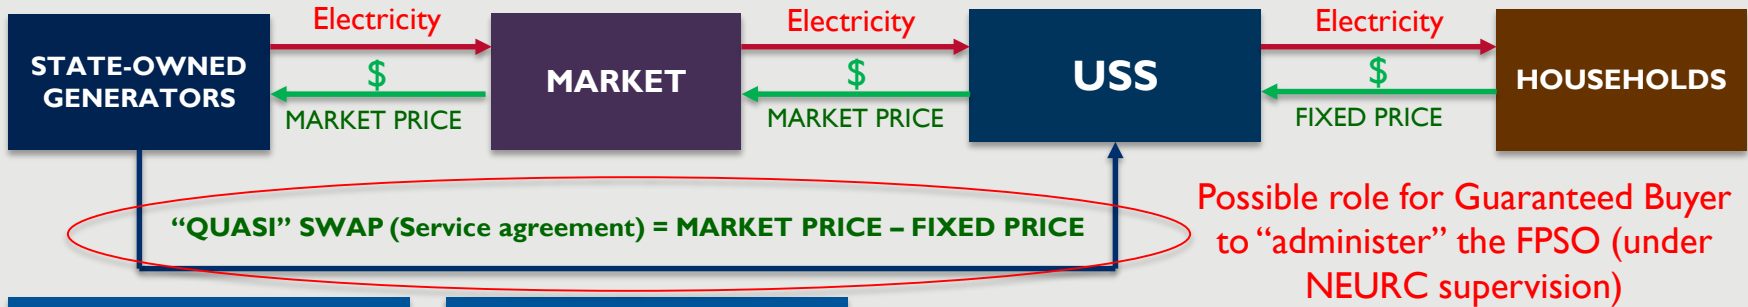 Electricity
Electricity
Electricity
STATE-OWNED
GENERATORS
MARKET
USS
HOUSEHOLDS
$
$
$
MARKET PRICE
MARKET PRICE
FIXED PRICE
“QUASI” SWAP (Service agreement) = MARKET PRICE – FIXED PRICE
Possible role for Guaranteed Buyer
to “administer” the FPSO (under
NEURC supervision)